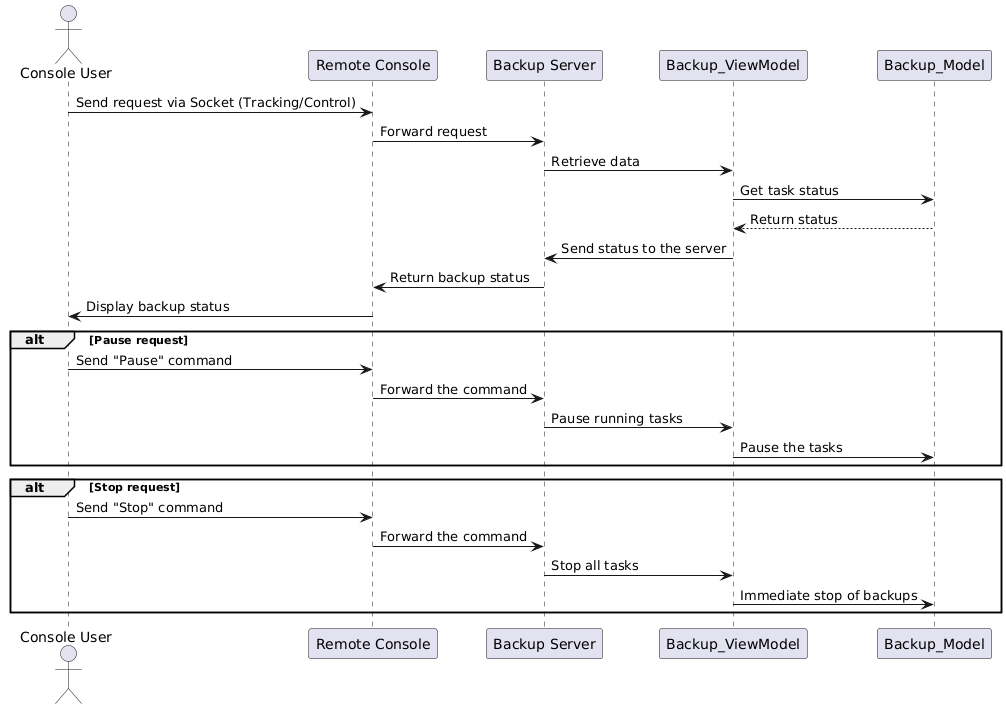 Console User
Remote Console
Backup Server
Backup_ViewModel
Backup_Model
Send request via Socket (Tracking/Control)
Forward request
Retrieve data
Get task status
Return status
Send status to the server
Return backup status
Display backup status
alt [Pause request]
Send "Pause" command
Forward the command
Pause running tasks
Pause the tasks
alt [Stop request]
Send "Stop" command
Forward the command
Stop all tasks
Immediate stop of backups
Console User
Remote Console
Backup Server
Backup_ViewModel
Backup_Model